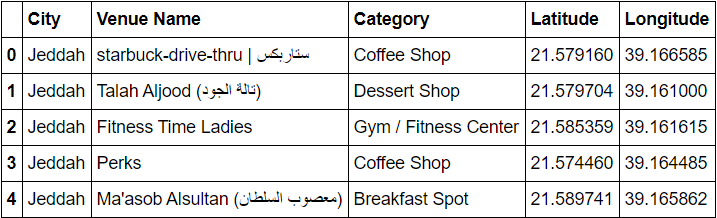 City Venue Name Category Latitude Longitude
0 Jeddah starbuck-drive-thru | ستاربكس Coffee Shop 21.579160 39.166585
1 Jeddah Talah Aljood (تالة الجود) Dessert Shop 21.579704 39.161000
2 Jeddah Fitness Time Ladies Gym / Fitness Center 21.585359 39.161615
3 Jeddah Perks Coffee Shop 21.574460 39.164485
4 Jeddah Ma'asob Alsultan (معصوب السلطان) Breakfast Spot 21.589741 39.165862